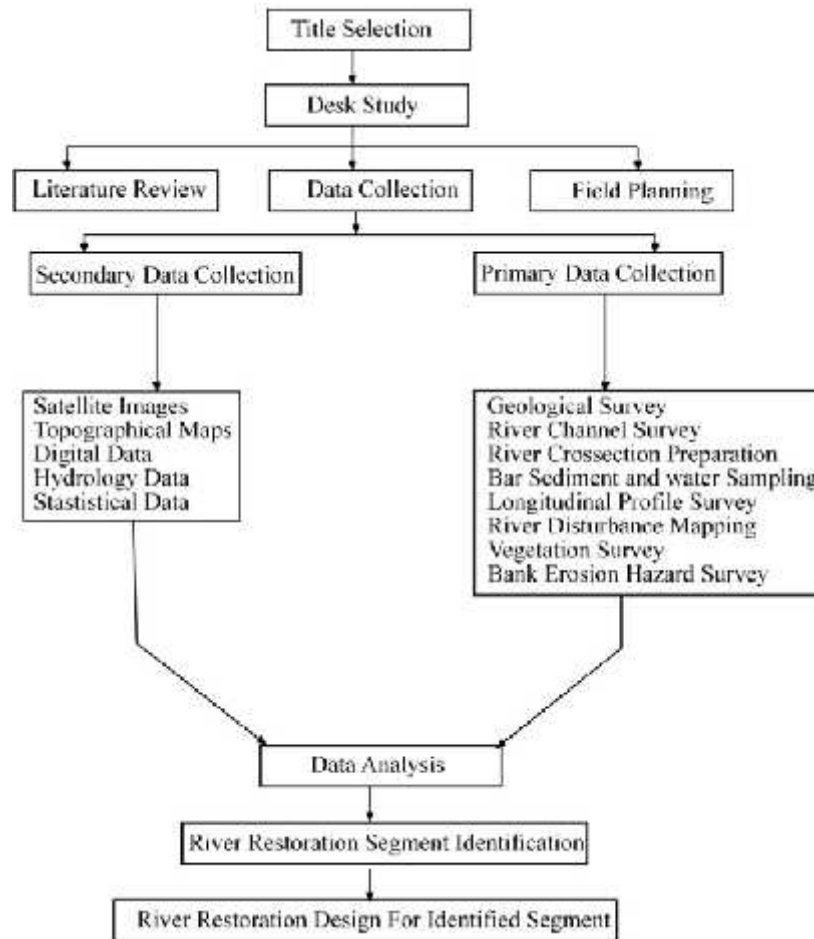 Title Selection
Desk Study
Literature Review
Data Collection
Field Planning
Secondary Data Collection
Primary Data Collection
Satellite Images
Topographical Maps
Digital Data
Hydrology Data
Stastistical Data
Geological Survey
River Channel Survey
River Crossection Preparation
Bar Sediment and water Sampling
Longitudinal Profile Survey
River Disturbance Mapping
Vegetation Survey
Bank Erosion Hazard Survey
Data Analysis
River Restoration Segment Identification
River Restoration Design For Identified Segment